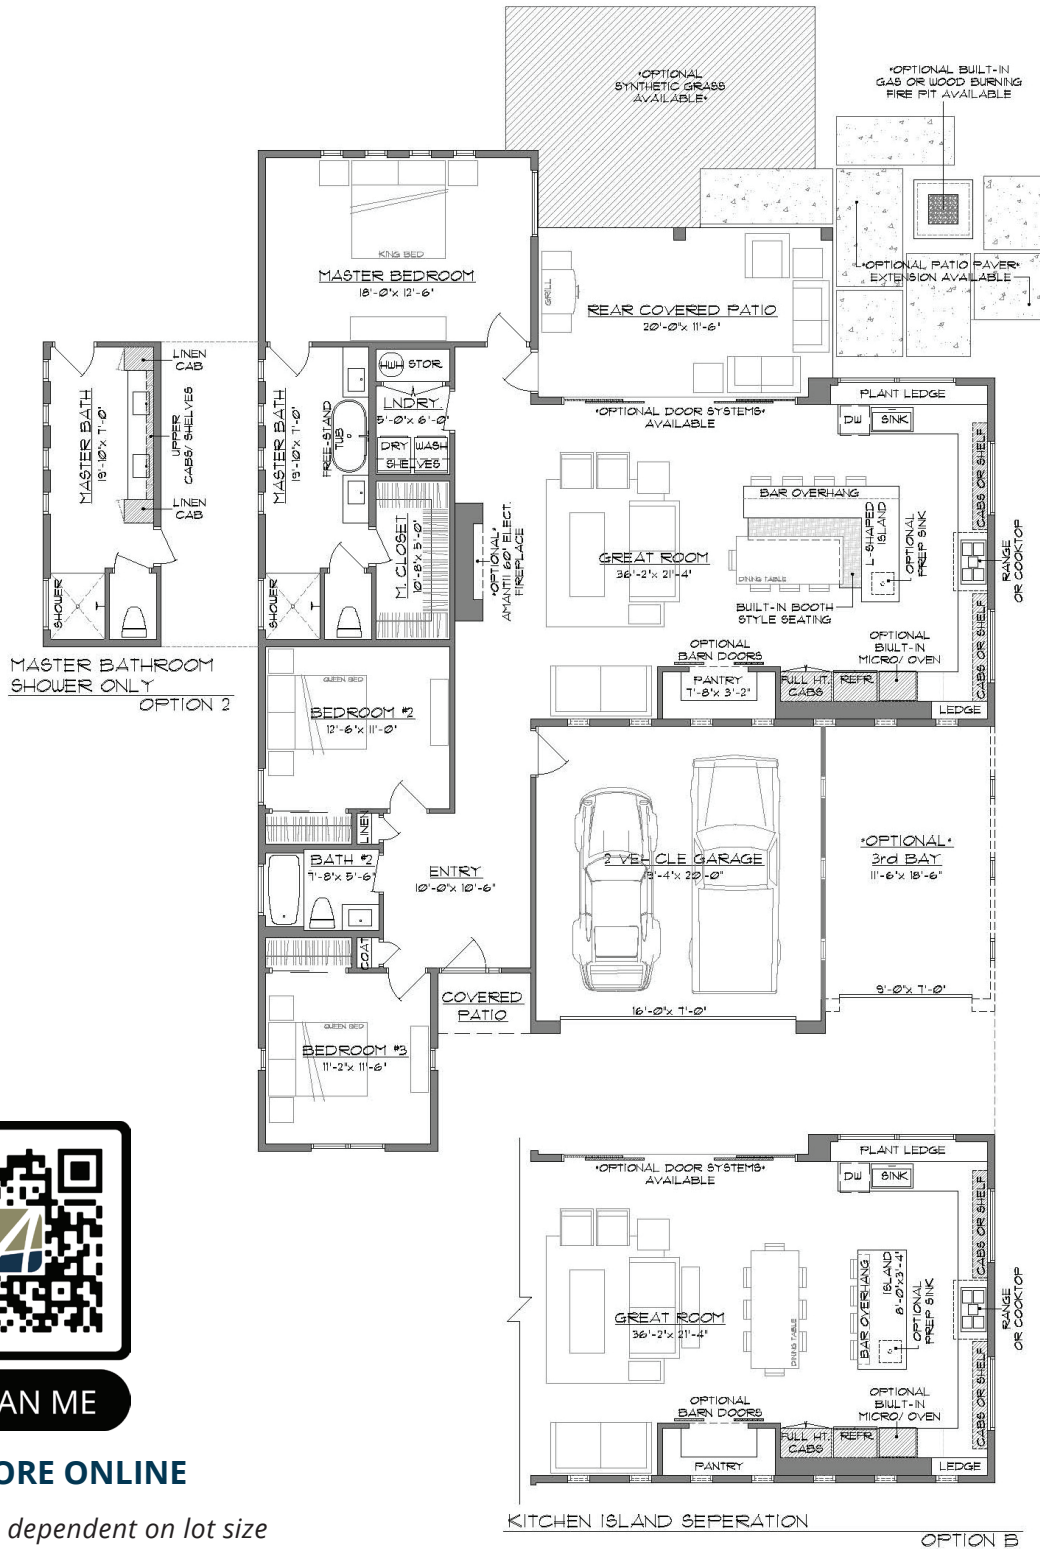 *OPTIONAL
SYNTHETIC GRASS
AVAILABLE*
*OPTIONAL BUILT-IN
GAS OR WOOD BURNING
FIRE PIT AVAILABLE
KING BED
MASTER BEDROOM
18'-0"x 12'-6"
GRILL
REAR COVERED PATIO
20'-0"x 11'-6"
*OPTIONAL PATIO PAVER*
EXTENSION AVAILABLE
LINEN
CAB
MASTER BATH
UPPER
CABS/ SHELVES
LINEN
CAB
SHOWER
MASTER BATHROOM
SHOWER ONLY
OPTION 2
MASTER BATH
FREE-STAND
TUB
SHOWER
HWH
STOR
LNDRY.
5'-0"x 6'-0"
DRY
WASH
SHELVES
M. CLOSET
10'-8"x 5'-0"
*OPTIONAL*
AMANTII 60" ELECT.
FIREPLACE
*OPTIONAL DOOR SYSTEMS*
AVAILABLE
PLANT LEDGE
DW
SINK
CABS OR SHELF
BAR OVERHANG
L-SHAPED
ISLAND
OPTIONAL
PREP SINK
GREAT ROOM
36'-2"x 21'-4"
DINING TABLE
RANGE
OR COOKTOP
BUILT-IN BOOTH
STYLE SEATING
CABS OR SHELF
OPTIONAL
BARN DOORS
OPTIONAL
BIULT-IN
MICRO/ OVEN
PANTRY
7'-8"x 3'-2"
FULL HT.
CABS
REFR.
LEDGE
QUEEN BED
BEDROOM #2
12'-6"x 11'-0"
LINEN
BATH #2
7'-8"x 5'-6"
ENTRY
10'-0"x 10'-6"
COAT
2 VEHICLE GARAGE
*OPTIONAL*
3rd BAY
11'-6"x 18'-6"
COVERED
PATIO
16'-0"x 7'-0"
QUEEN BED
BEDROOM #3
11'-2"x 11'-6"
AN ME
ORE ONLINE
dependent on lot size
*OPTIONAL DOOR SYSTEMS*
AVAILABLE
PLANT LEDGE
DW
SINK
CABS OR SHELF
GREAT ROOM
36'-2"x 21'-4"
DINING TABLE
BAR OVERHANG
ISLAND
8'-0"x3'-4"
OPTIONAL
PREP SINK
RANGE
OR COOKTOP
CABS OR SHELF
OPTIONAL
BARN DOORS
OPTIONAL
BIULT-IN
MICRO/ OVEN
FULL HT.
CABS
REFR.
PANTRY
LEDGE
KITCHEN ISLAND SEPERATION
OPTION B